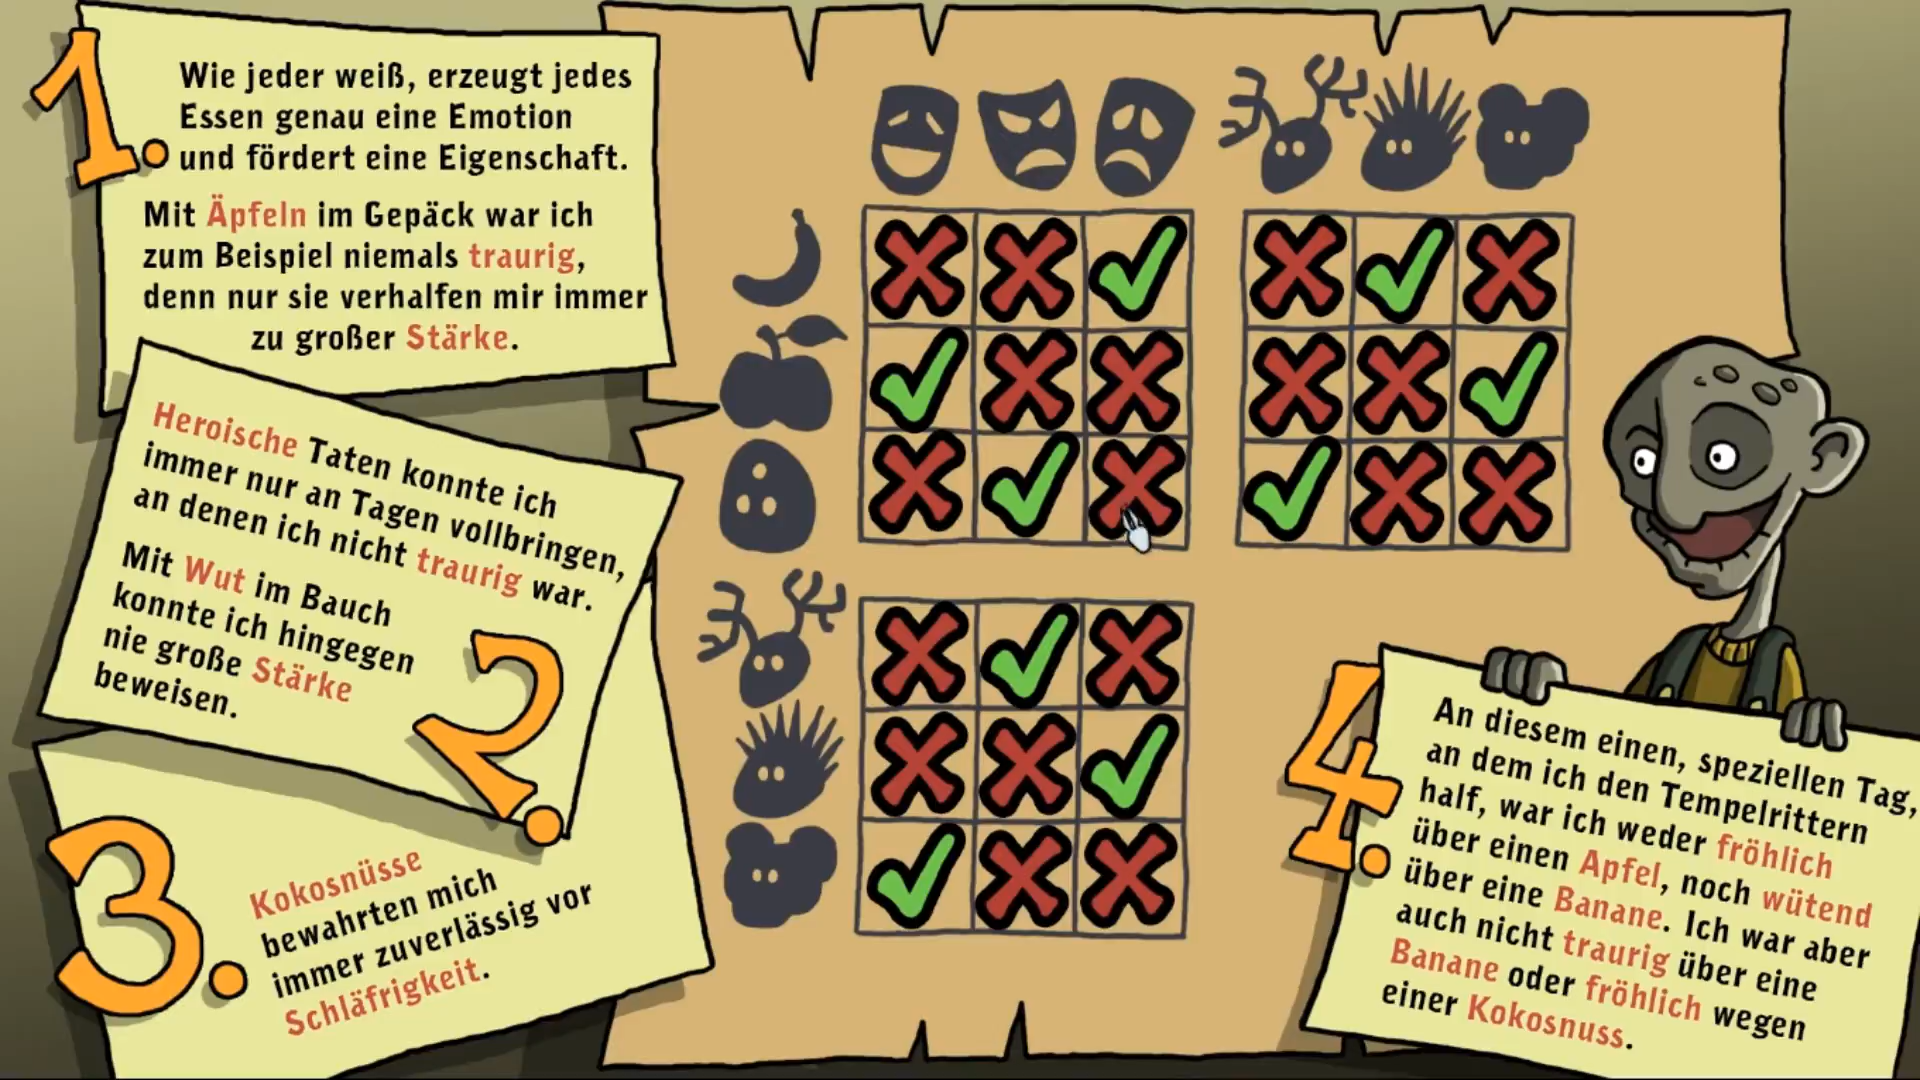 1.
Wie jeder weiß, erzeugt jedes
Essen genau eine Emotion
und fördert eine Eigenschaft.
Mit Äpfeln im Gepäck war ich
zum Beispiel niemals traurig,
denn nur sie verhalfen mir immer
zu großer Stärke.
Heroische Taten konnte ich
immer nur an Tagen vollbringen,
an denen ich nicht traurig war.
Mit Wut im Bauch
konnte ich hingegen
nie große Stärke
beweisen.
2.
3.
Kokosnüsse
bewahrten mich
immer zuverlässig vor
Schläfrigkeit.
4.
An diesem einen, speziellen Tag,
an dem ich den Tempelrittern
half, war ich weder fröhlich
über einen Apfel, noch wütend
über eine Banane. Ich war aber
auch nicht traurig über eine
Banane oder fröhlich wegen
einer Kokosnuss.